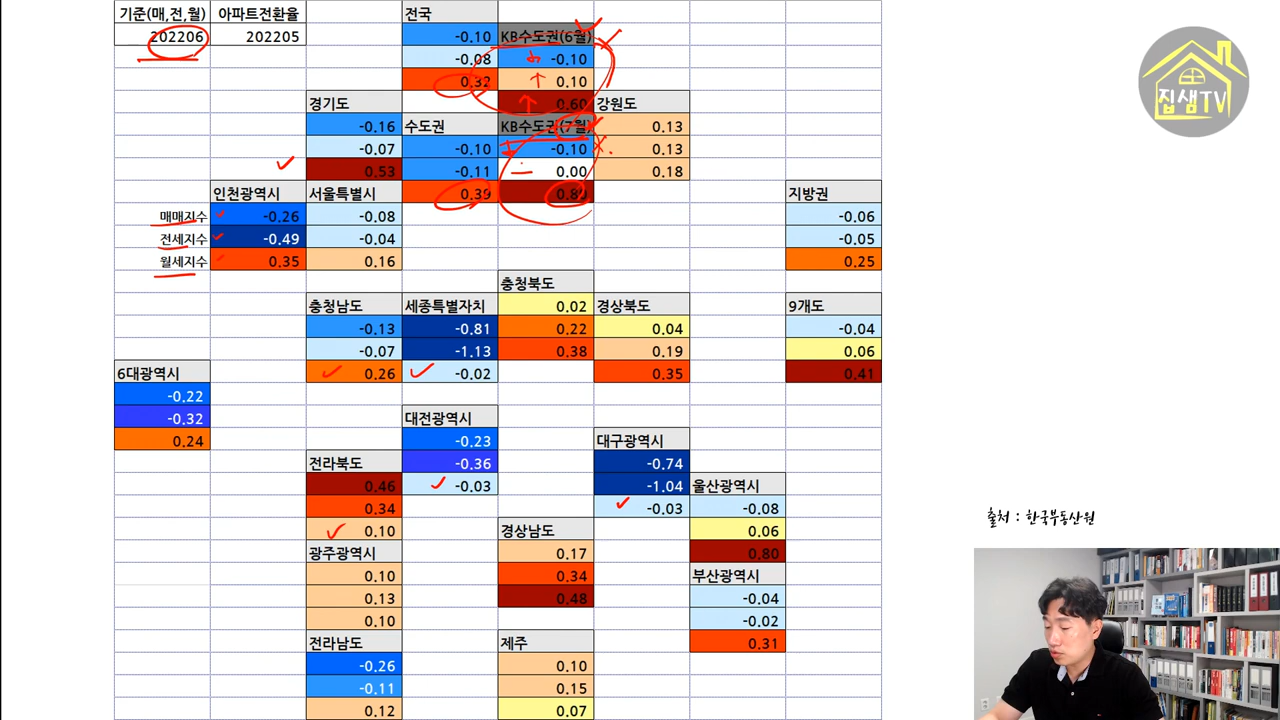 기준(매,전,월) 아파트전환율 전국
202206 202205 -0.10 KB수도권(6월)
-0.08 -0.10
0.32 0.10
경기도 0.60 강원도
-0.16 수도권 KB수도권(7월) 0.13
-0.07 -0.10 -0.10 0.13
0.53 -0.11 0.00 0.18
인천광역시 서울특별시 0.39 지방권
매매지수 -0.26 -0.08 -0.06
전세지수 -0.49 -0.04 -0.05
월세지수 0.35 0.16 0.25
충청북도
충청남도 세종특별자치 0.02 경상북도 9개도
-0.13 -0.81 0.22 0.04 -0.04
-0.07 -1.13 0.38 0.19 0.06
6대광역시 0.26 -0.02 0.35 0.41
-0.22
-0.32 대전광역시
0.24 -0.23 대구광역시
전라북도 -0.36 -0.74
0.46 -0.03 -1.04 울산광역시
0.34 -0.03 -0.08
0.10 경상남도 0.06
광주광역시 0.17 0.80
0.10 0.34 부산광역시
0.13 0.48 -0.04
0.10 -0.02
전라남도 제주 0.31
-0.26 0.10
-0.11 0.15
0.12 0.07
집샘TV
출처 : 한국부동산원